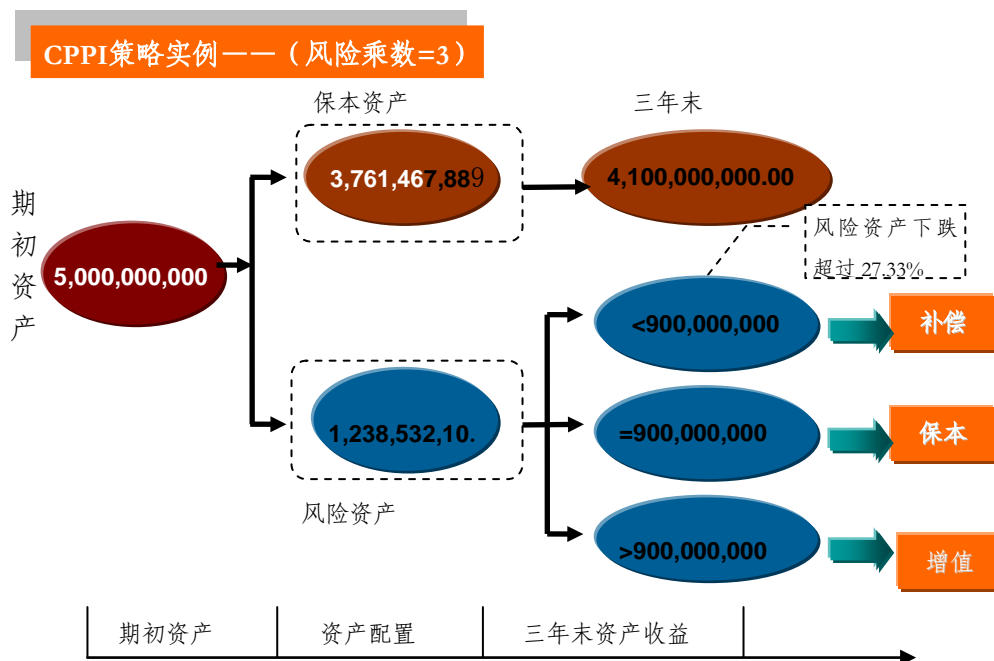 CPPI策略实例——（风险乘数=3）
保本资产
三年末
期初资产
5,000,000,000
3,761,467,889
4,100,000,000.00
风险资产下跌
超过 27.33%
<900,000,000
补偿
1,238,532,10.
=900,000,000
保本
风险资产
>900,000,000
增值
期初资产
资产配置
三年末资产收益